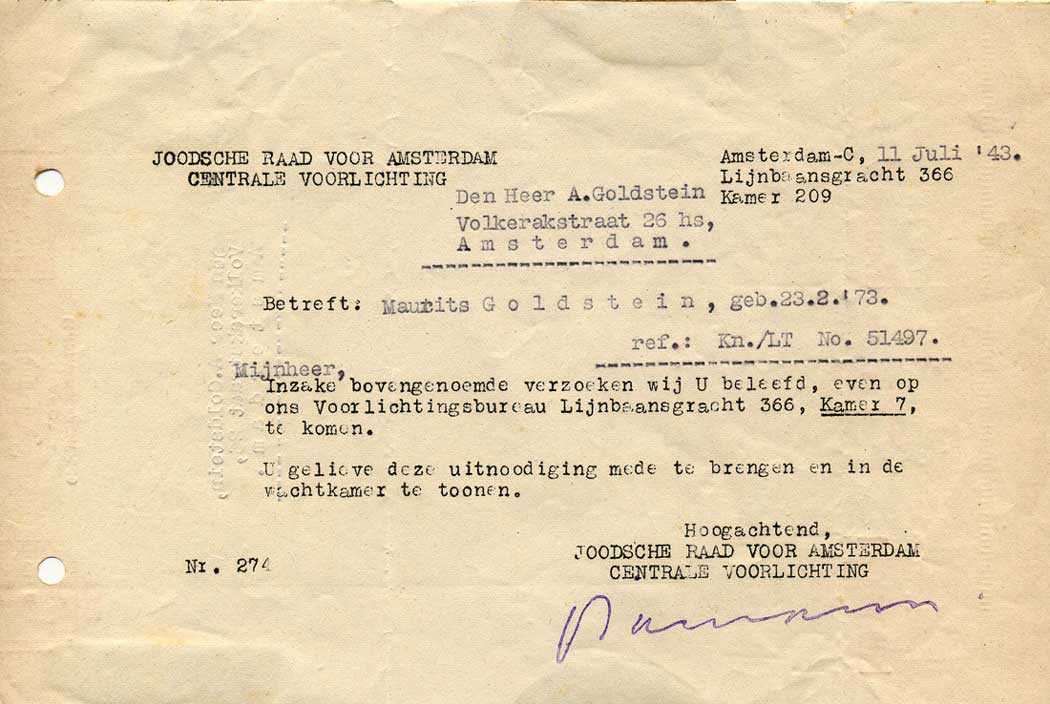 JOODSCHE RAAD VOOR AMSTERDAM
CENTRALE VOORLICHTING
Amsterdam-C, 11 Juli '43.
Lijnbaansgracht 366
Kamer 209
Den Heer A.Goldstein
Volkerakstraat 26 hs,
Amsterdam.
Betreft: Maurits Goldstein, geb.23.2.'73.
ref.: Kn./LT No. 51497.
Mijnheer,
Inzake bovengenoemde verzoeken wij U beleefd, even op
ons Voorlichtingsbureau Lijnbaansgracht 366, Kamer 7,
te komen.
U gelieve deze uitnoodiging mede te brengen en in de
wachtkamer te toonen.
Hoogachtend,
JOODSCHE RAAD VOOR AMSTERDAM
CENTRALE VOORLICHTING
Nr. 274